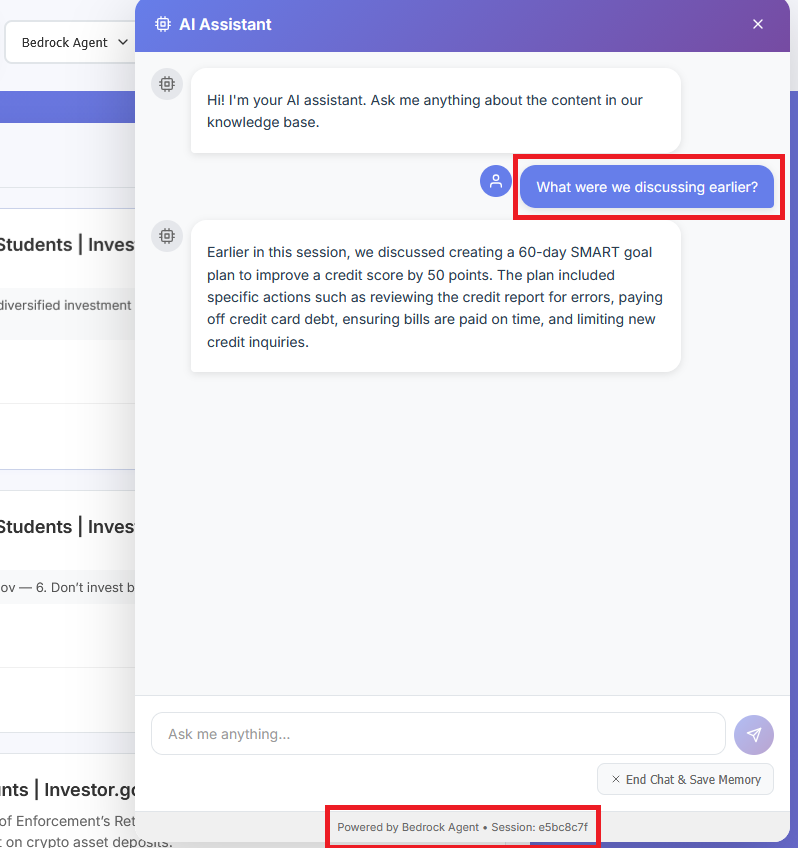 AI Assistant
Bedrock Agent
Hi! I'm your AI assistant. Ask me anything about the content in our
knowledge base.
What were we discussing earlier?
Students | Inves
diversified investment
Earlier in this session, we discussed creating a 60-day SMART goal
plan to improve a credit score by 50 points. The plan included
specific actions such as reviewing the credit report for errors, paying
off credit card debt, ensuring bills are paid on time, and limiting new
credit inquiries.
Students | Inves
ov — 6. Don't invest b
Ask me anything...
End Chat & Save Memory
nts | Investor.go
of Enforcement's Ret
t on crypto asset deposits.
Powered by Bedrock Agent • Session: e5bc8c7f